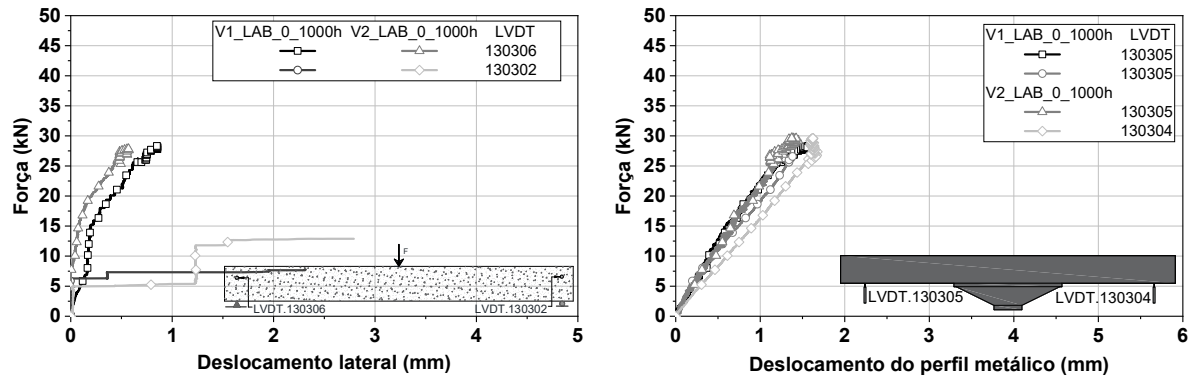 50
45
40
35
30
25
20
15
10
5
0
Força (kN)
V1_LAB_0_1000h V2_LAB_0_1000h LVDT
130306
130302
F
LVDT.130306
LVDT.130302
0 1 2 3 4 5
Deslocamento lateral (mm)
50
45
40
35
30
25
20
15
10
5
0
Força (kN)
V1_LAB_0_1000h LVDT
130305
130305
V2_LAB_0_1000h
130305
130304
LVDT.130305
LVDT.130304
0 1 2 3 4 5 6
Deslocamento do perfil metálico (mm)